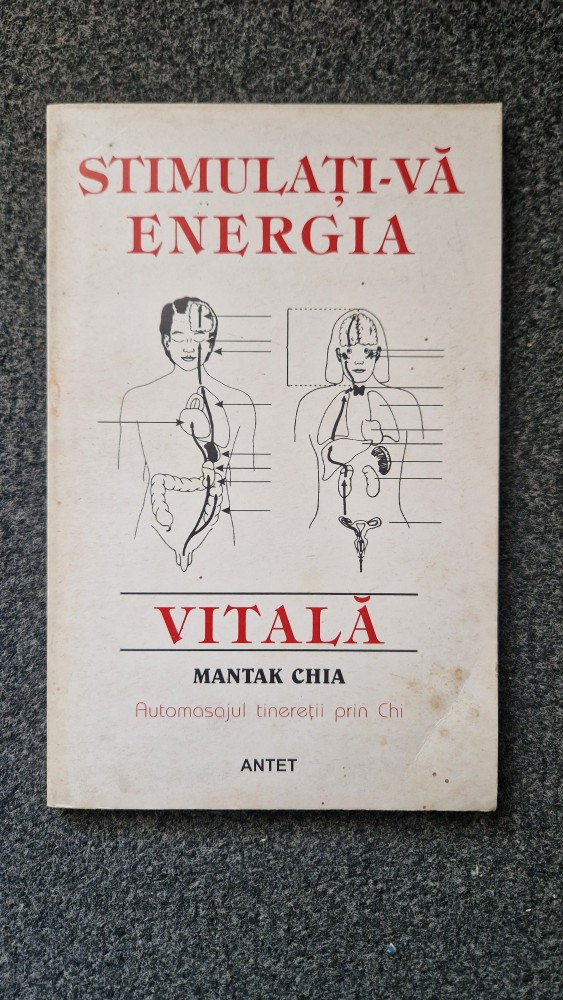 STIMULAȚI-VĂ
ENERGIA
VITALĂ
MANTAK CHIA
Automasajul tinereții prin Chi
ANTET